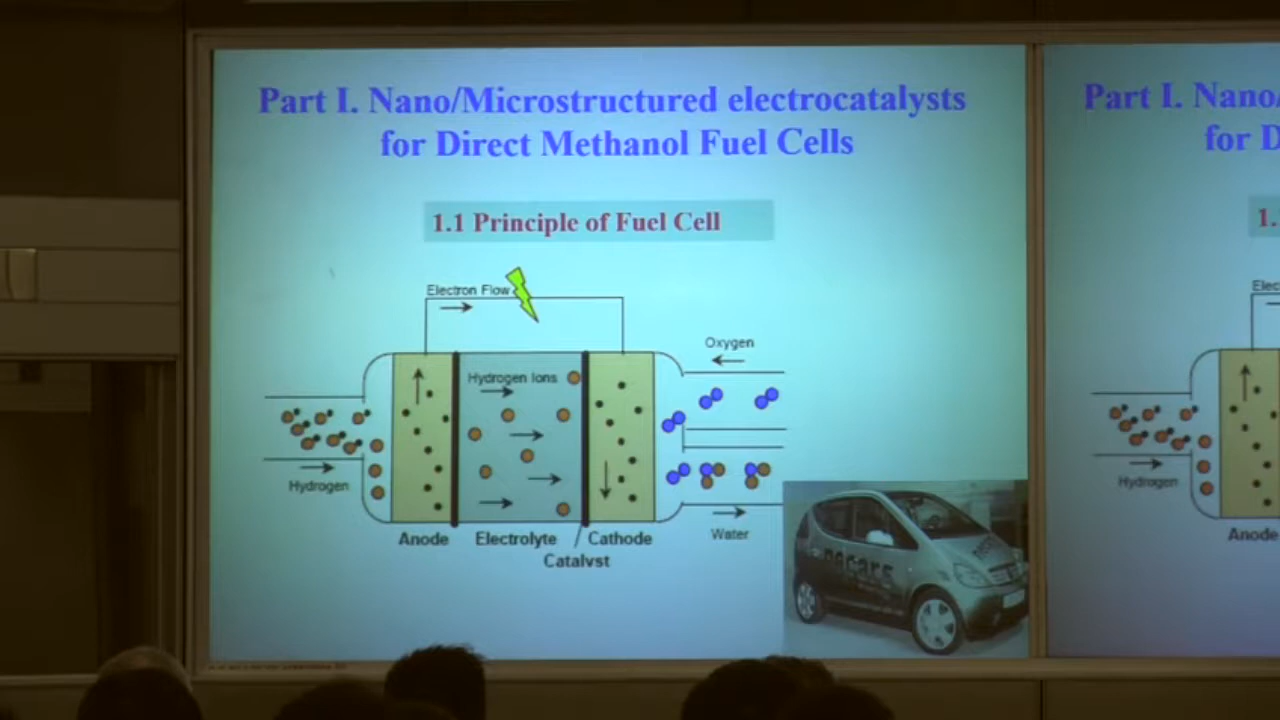 Part I. Nano/Microstructured electrocatalysts
for Direct Methanol Fuel Cells
1.1 Principle of Fuel Cell
Electron Flow
Oxygen
Hydrogen Ions
Hydrogen
Water
Anode
Electrolyte
Cathode
Catalyst
necar5
Part I. Nano/
for D
1.
Elec
Hydrogen
Anode